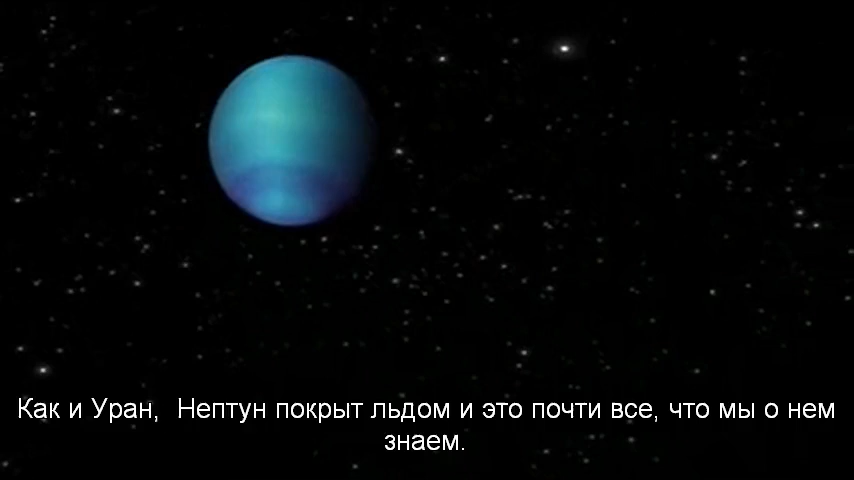 Как и Уран,  Нептун покрыт льдом и это почти все, что мы о нем
знаем.